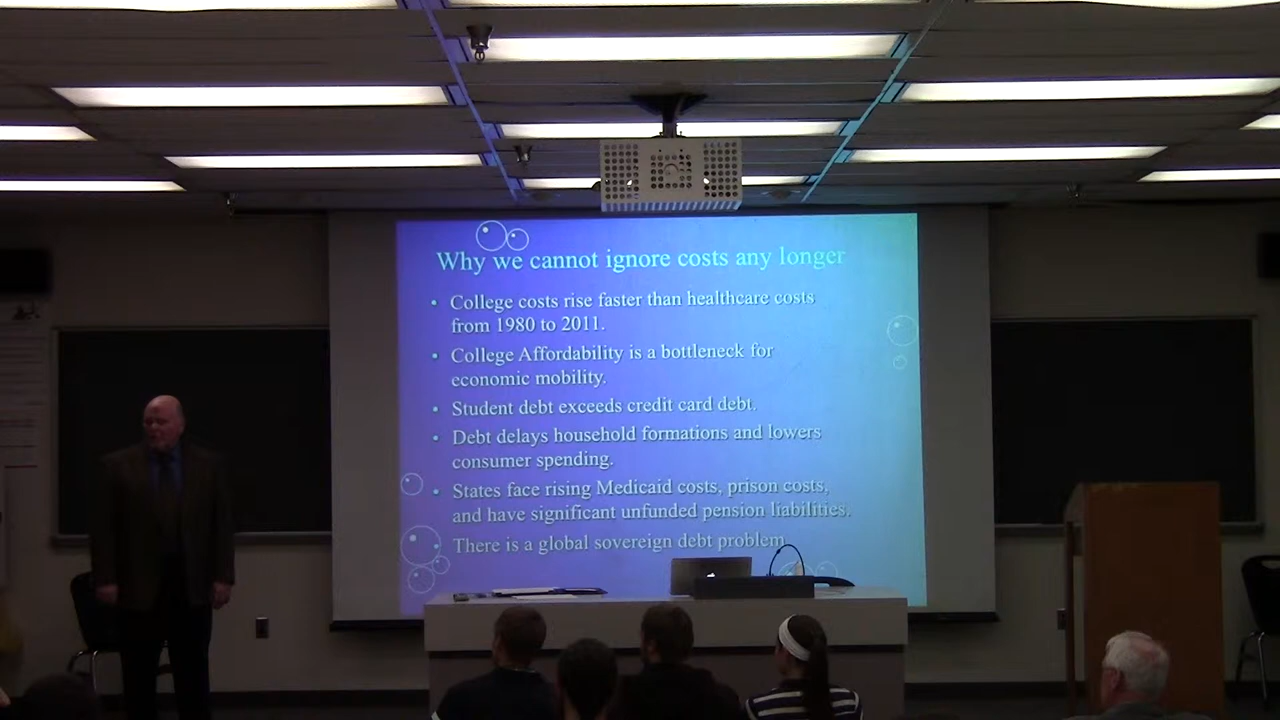 Why we cannot ignore costs any longer
• College costs rise faster than healthcare costs
from 1980 to 2011.
• College Affordability is a bottleneck for
economic mobility.
• Student debt exceeds credit card debt.
• Debt delays household formations and lowers
consumer spending.
• States face rising Medicaid costs, prison costs,
and have significant unfunded pension liabilities.
• There is a global sovereign debt problem